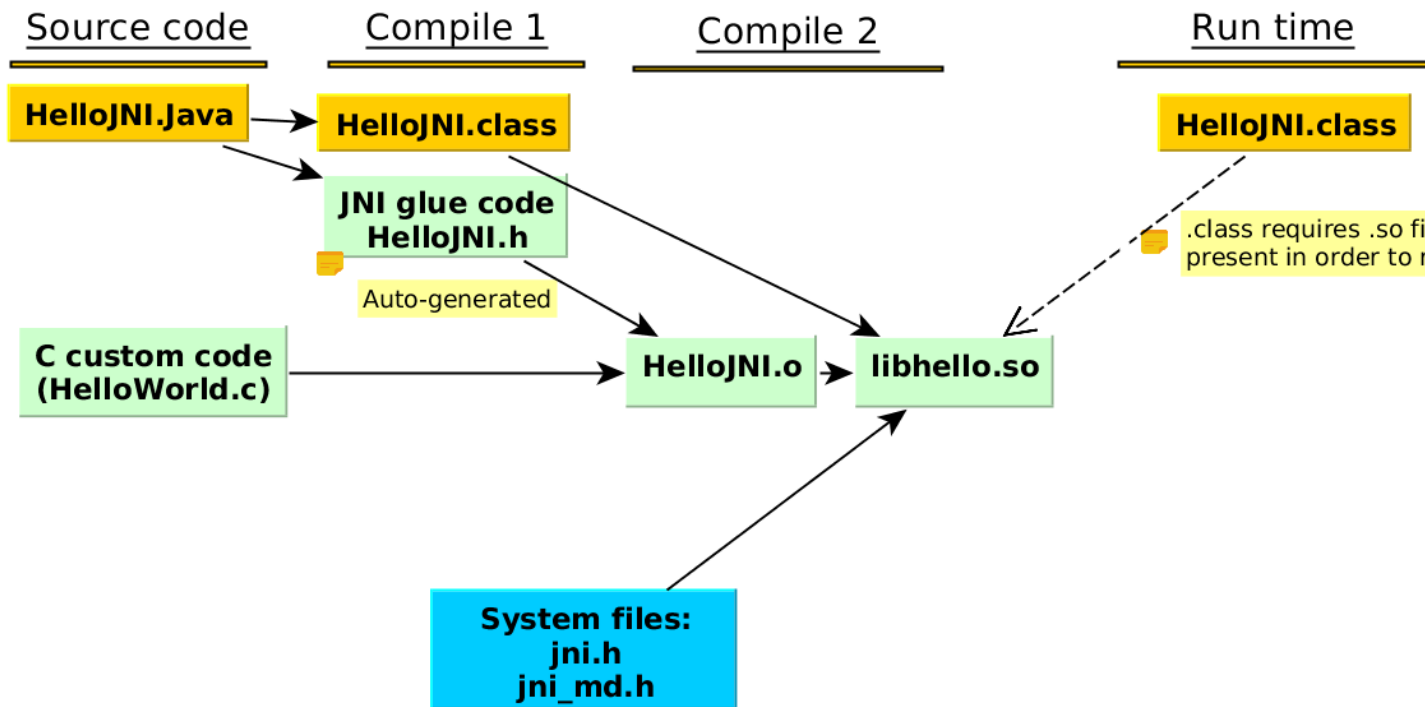 Source code
Compile 1
Compile 2
Run time
HelloJNI.Java
HelloJNI.class
HelloJNI.class
JNI glue code
HelloJNI.h
.class requires .so
present in order to
Auto-generated
C custom code
(HelloWorld.c)
HelloJNI.o
libhello.so
System files:
jni.h
jni_md.h